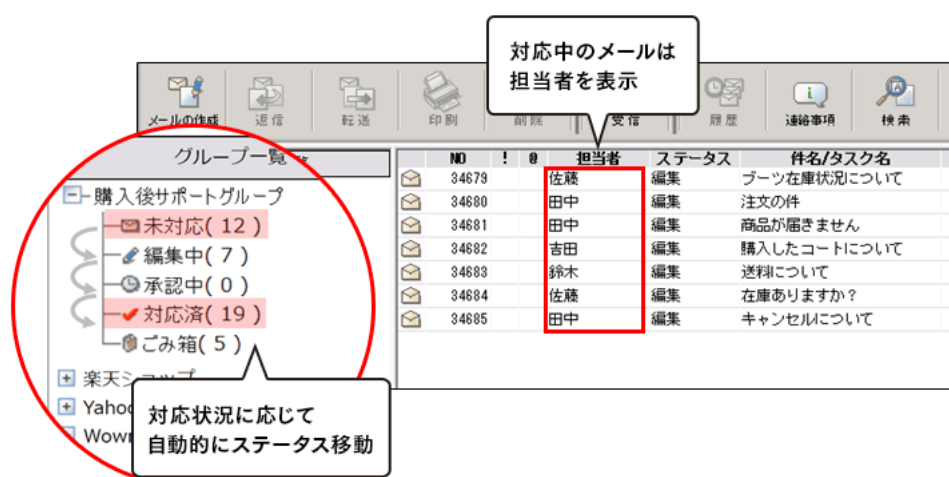 対応中のメールは
担当者を表示
メールの作成 返信 転送 印刷 削除 受信 履歴 連絡事項 検索
グループ一覧
NO ! @ 担当者 ステータス 件名/タスク名
34679 佐藤 編集 ブーツ在庫状況について
34680 田中 編集 注文の件
34681 田中 編集 商品が届きません
34682 吉田 編集 購入したコートについて
34683 鈴木 編集 送料について
34684 佐藤 編集 在庫ありますか?
34685 田中 編集 キャンセルについて
購入後サポートグループ
未対応( 12 )
編集中( 7 )
承認中( 0 )
対応済( 19 )
ごみ箱( 5 )
楽天ショップ
Yahoo
Wow
対応状況に応じて
自動的にステータス移動